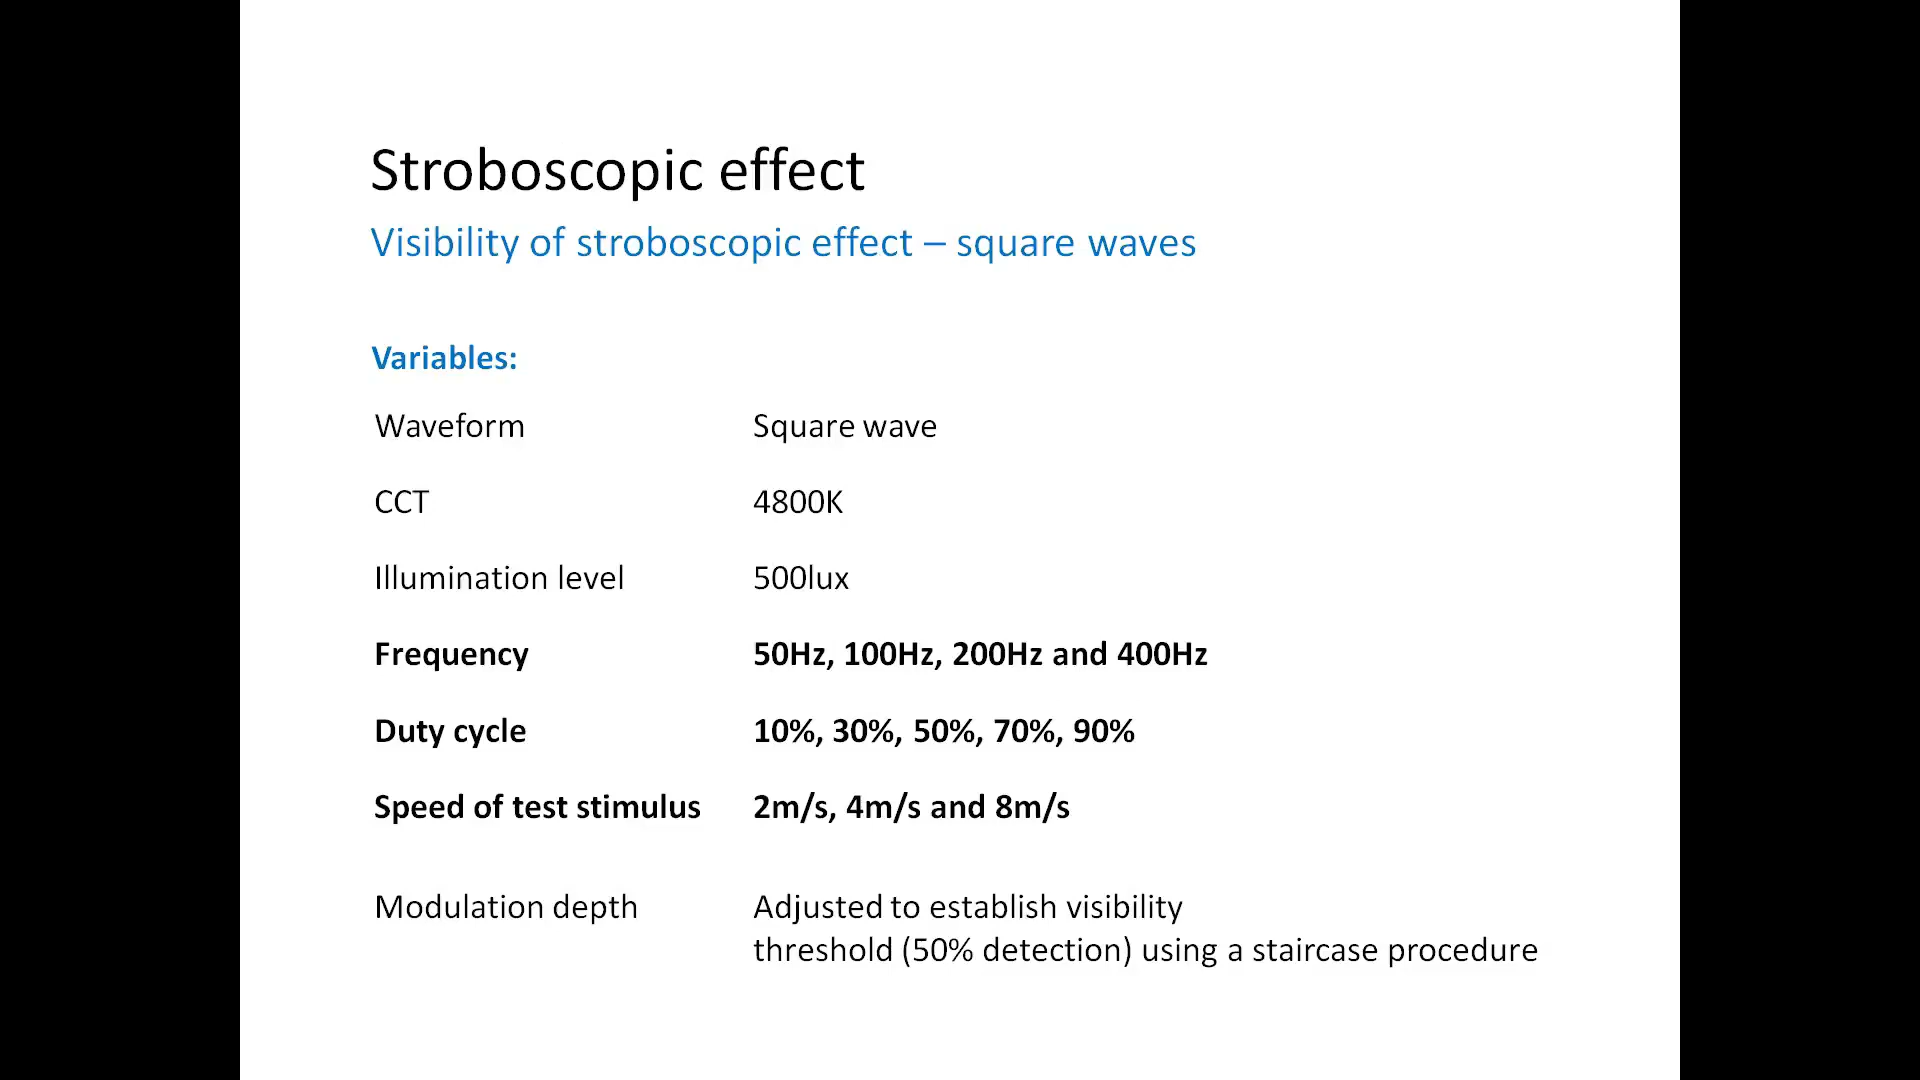 Stroboscopic effect
Visibility of stroboscopic effect – square waves
Variables:
Waveform Square wave
CCT 4800K
Illumination level 500lux
Frequency 50Hz, 100Hz, 200Hz and 400Hz
Duty cycle 10%, 30%, 50%, 70%, 90%
Speed of test stimulus 2m/s, 4m/s and 8m/s
Modulation depth Adjusted to establish visibility
threshold (50% detection) using a staircase procedure